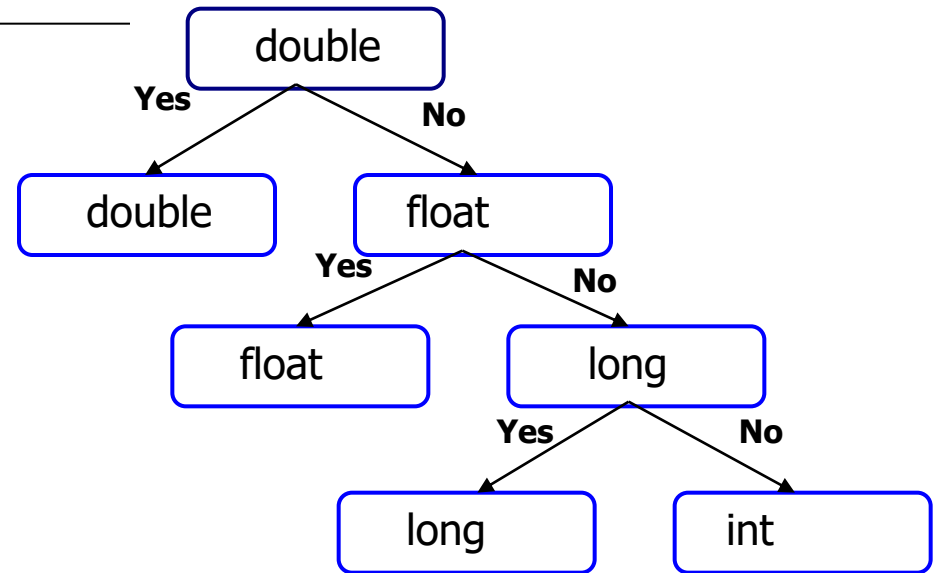 double
Yes
No
double
float
Yes
No
float
long
Yes
No
long
int